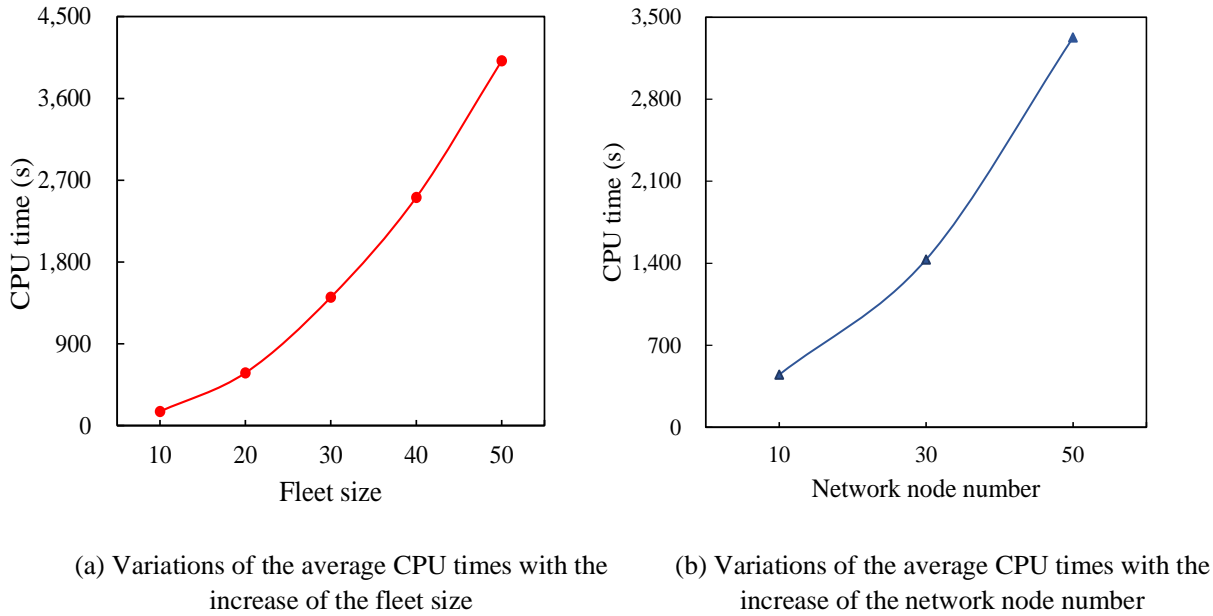 4,500
3,600
2,700
1,800
900
0
CPU time (s)
10 20 30 40 50
Fleet size
(a) Variations of the average CPU times with the
increase of the fleet size
3,500
2,800
2,100
1,400
700
0
CPU time (s)
10 30 50
Network node number
(b) Variations of the average CPU times with the
increase of the network node number